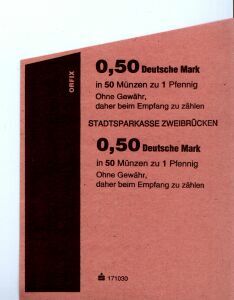 ORFIX
0,50 Deutsche Mark
in 50 Münzen zu 1 Pfennig
Ohne Gewähr,
daher beim Empfang zu zählen
STADTSPARKASSE ZWEIBRÜCKEN
0,50 Deutsche Mark
in 50 Münzen zu 1 Pfennig
Ohne Gewähr,
daher beim Empfang zu zählen
171030